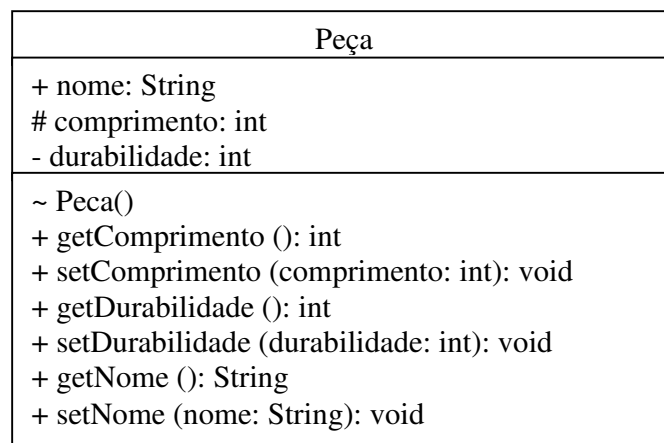 Peça
+ nome: String
# comprimento: int
- durabilidade: int
~ Peca()
+ getComprimento (): int
+ setComprimento (comprimento: int): void
+ getDurabilidade (): int
+ setDurabilidade (durabilidade: int): void
+ getNome (): String
+ setNome (nome: String): void